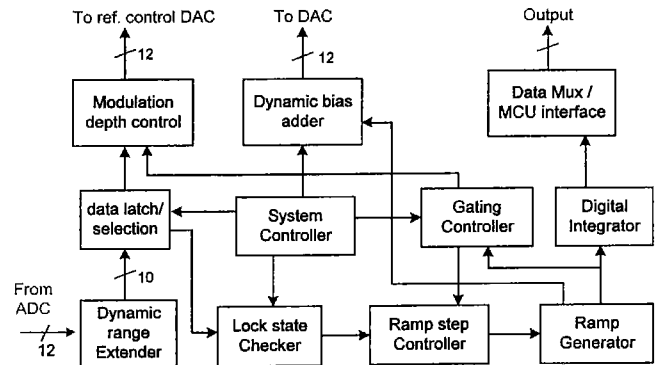 To ref. control DAC
To DAC
Output
12
12
Modulation
depth control
Dynamic bias
adder
Data Mux /
MCU interface
data latch/
selection
System
Controller
Gating
Controller
Digital
Integrator
10
From
ADC
12
Dynamic
range
Extender
Lock state
Checker
Ramp step
Controller
Ramp
Generator